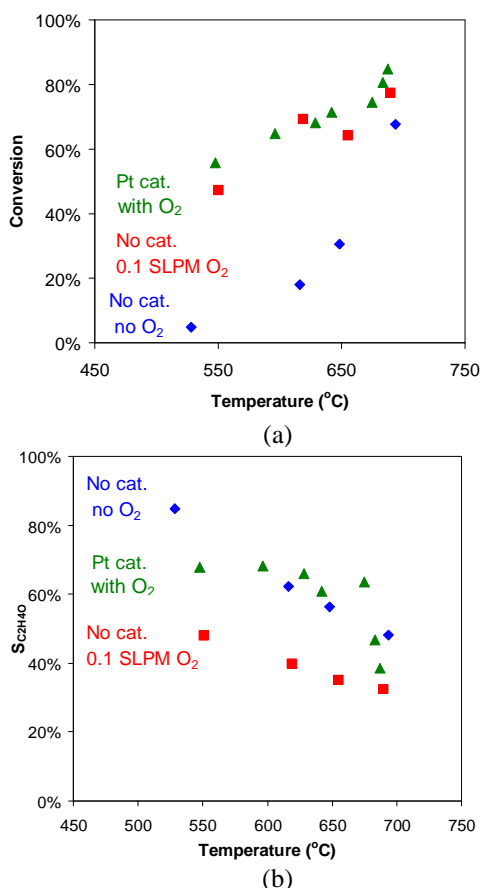 100%
80%
60%
40%
20%
0%
Conversion
Pt cat.
with O₂
No cat.
0.1 SLPM O₂
No cat.
no O₂
450 550 650 750
Temperature (°C)
(a)
100%
80%
60%
40%
20%
0%
S_C2H4O
No cat.
no O₂
Pt cat.
with O₂
No cat.
0.1 SLPM O₂
450 500 550 600 650 700 750
Temperature (°C)
(b)